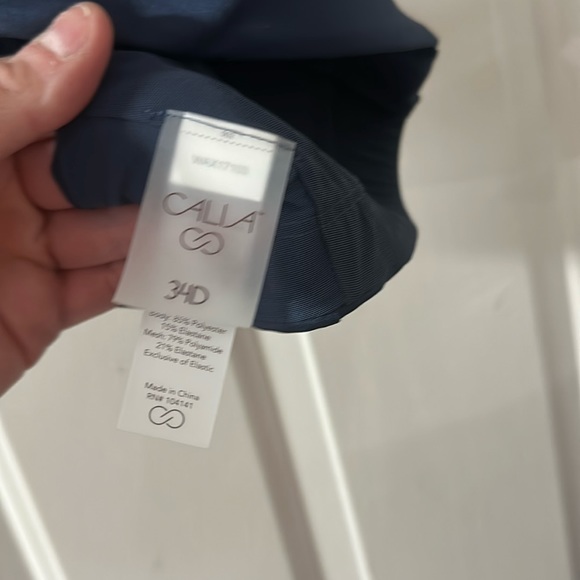 CALLA
34D
Body: 85% Polyester
15% Elastane
Mesh: 79% Polyamide
21% Elastane
Exclusive of Elastic
Made in China
RN# 104141